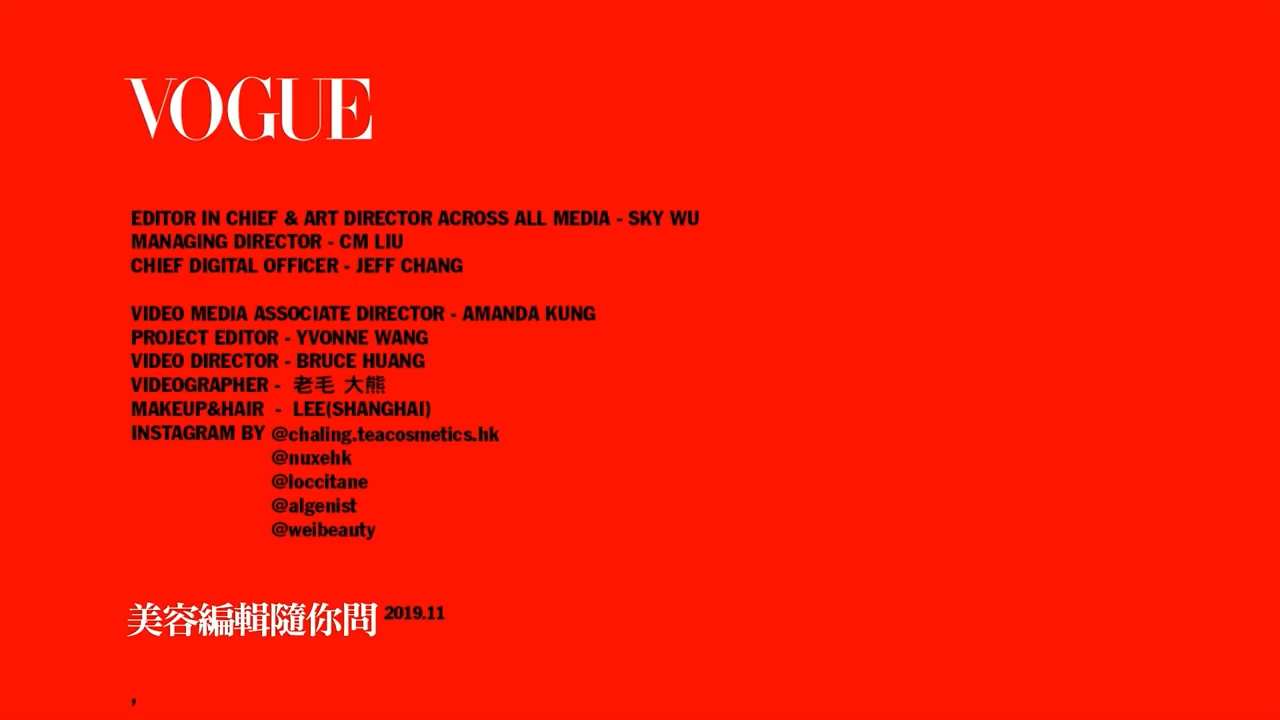 VOGUE
EDITOR IN CHIEF & ART DIRECTOR ACROSS ALL MEDIA - SKY WU
MANAGING DIRECTOR - CM LIU
CHIEF DIGITAL OFFICER - JEFF CHANG
VIDEO MEDIA ASSOCIATE DIRECTOR - AMANDA KUNG
PROJECT EDITOR - YVONNE WANG
VIDEO DIRECTOR - BRUCE HUANG
VIDEOGRAPHER - 老毛 大熊
MAKEUP&HAIR - LEE(SHANGHAI)
INSTAGRAM BY @chaling.teacosmetics.hk
@nuxehk
@loccitane
@algenist
@weibeauty
美容編輯隨你問 2019.11
,